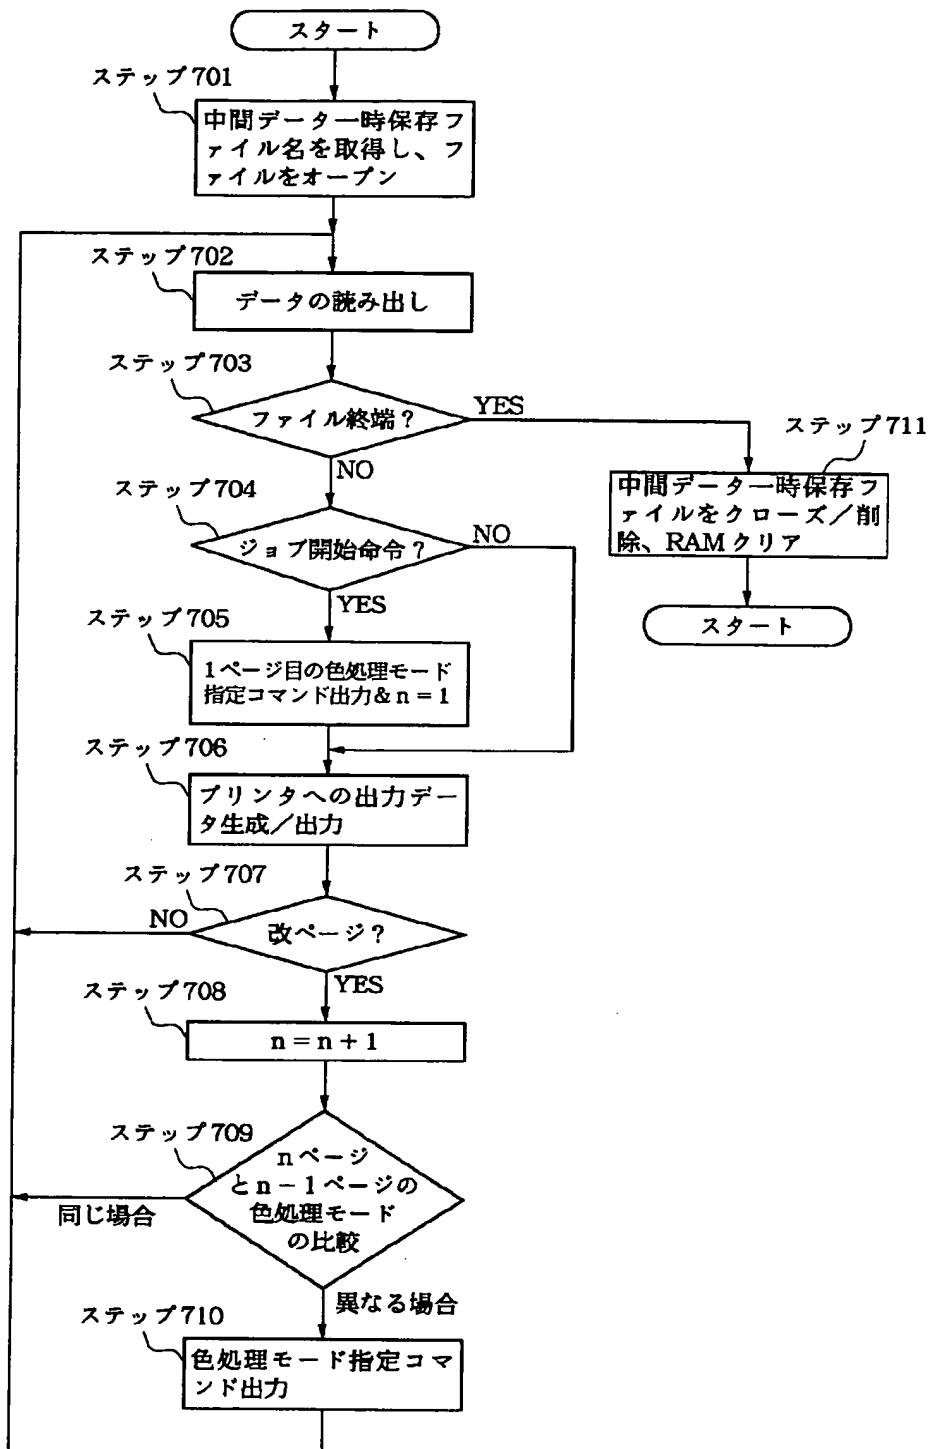 スタート
ステップ701
中間データ一時保存フ
ァイル名を取得し、フ
ァイルをオープン
ステップ702
データの読み出し
ステップ703
ファイル終端？
YES
NO
ステップ711
中間データ一時保存フ
ァイルをクローズ／削
除、RAMクリア
スタート
ステップ704
ジョブ開始命令？
NO
YES
ステップ705
1ページ目の色処理モード
指定コマンド出力&n=1
ステップ706
プリンタへの出力デー
タ生成／出力
ステップ707
改ページ？
NO
YES
ステップ708
n=n+1
ステップ709
nページ
とn-1ページの
色処理モード
の比較
同じ場合
異なる場合
ステップ710
色処理モード指定コマ
ンド出力